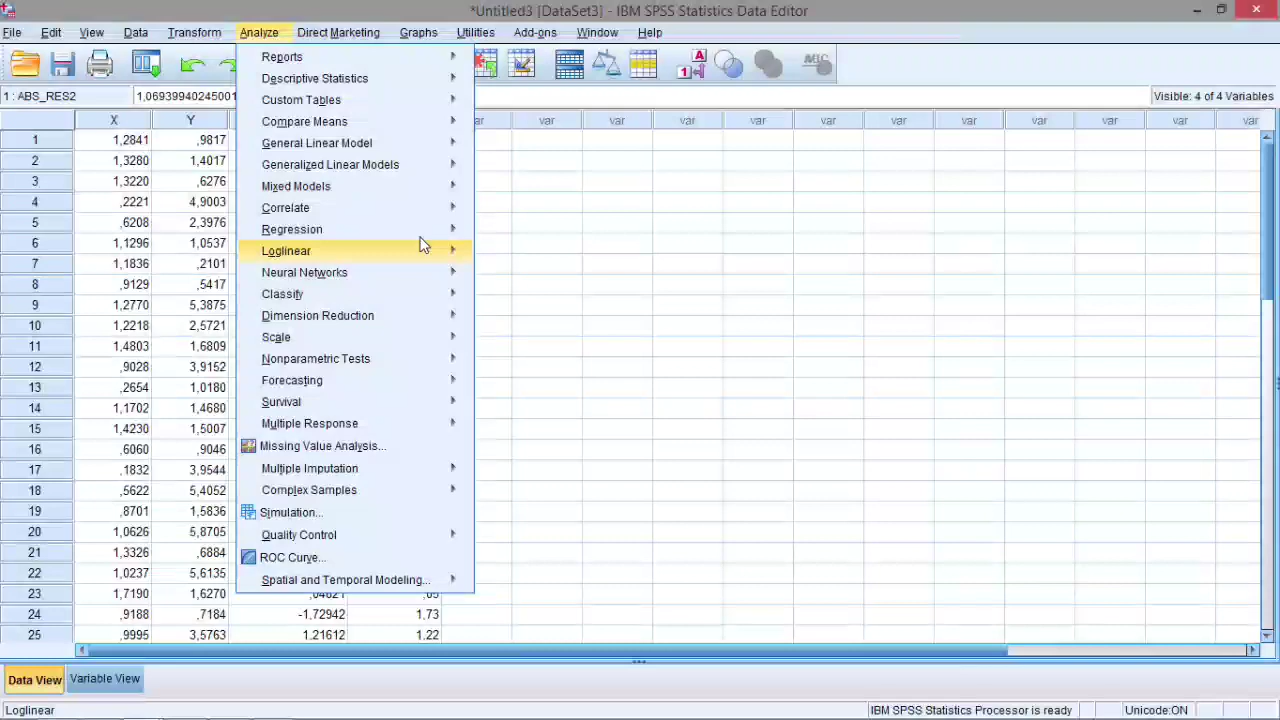 *Untitled3 [DataSet3] - IBM SPSS Statistics Data Editor
File Edit View Data Transform Analyze Direct Marketing Graphs Utilities Add-ons Window Help
1 : ABS_RES2 1,06939940245001 Visible: 4 of 4 Variables
X Y var var var var var var var var var var var
Reports
Descriptive Statistics
Custom Tables
Compare Means
General Linear Model
Generalized Linear Models
Mixed Models
Correlate
Regression
Loglinear
Neural Networks
Classify
Dimension Reduction
Scale
Nonparametric Tests
Forecasting
Survival
Multiple Response
Missing Value Analysis...
Multiple Imputation
Complex Samples
Simulation...
Quality Control
ROC Curve...
Spatial and Temporal Modeling...
1 1,2841 ,9817
2 1,3280 1,4017
3 1,3220 ,6276
4 ,2221 4,9003
5 ,6208 2,3976
6 1,1296 1,0537
7 1,1836 ,2101
8 ,9129 ,5417
9 1,2770 5,3875
10 1,2218 2,5721
11 1,4803 1,6809
12 ,9028 3,9152
13 ,2654 1,0180
14 1,1702 1,4680
15 1,4230 1,5007
16 ,6060 ,9046
17 ,1832 3,9544
18 ,5622 5,4052
19 ,8701 1,5836
20 1,0626 5,8705
21 1,3326 ,6884
22 1,0237 5,6135
23 1,7190 1,6270 ,04621 ,05
24 ,9188 ,7184 -1,72942 1,73
25 ,9995 3,5763 1,21612 1,22
Data View Variable View
Loglinear IBM SPSS Statistics Processor is ready Unicode:ON